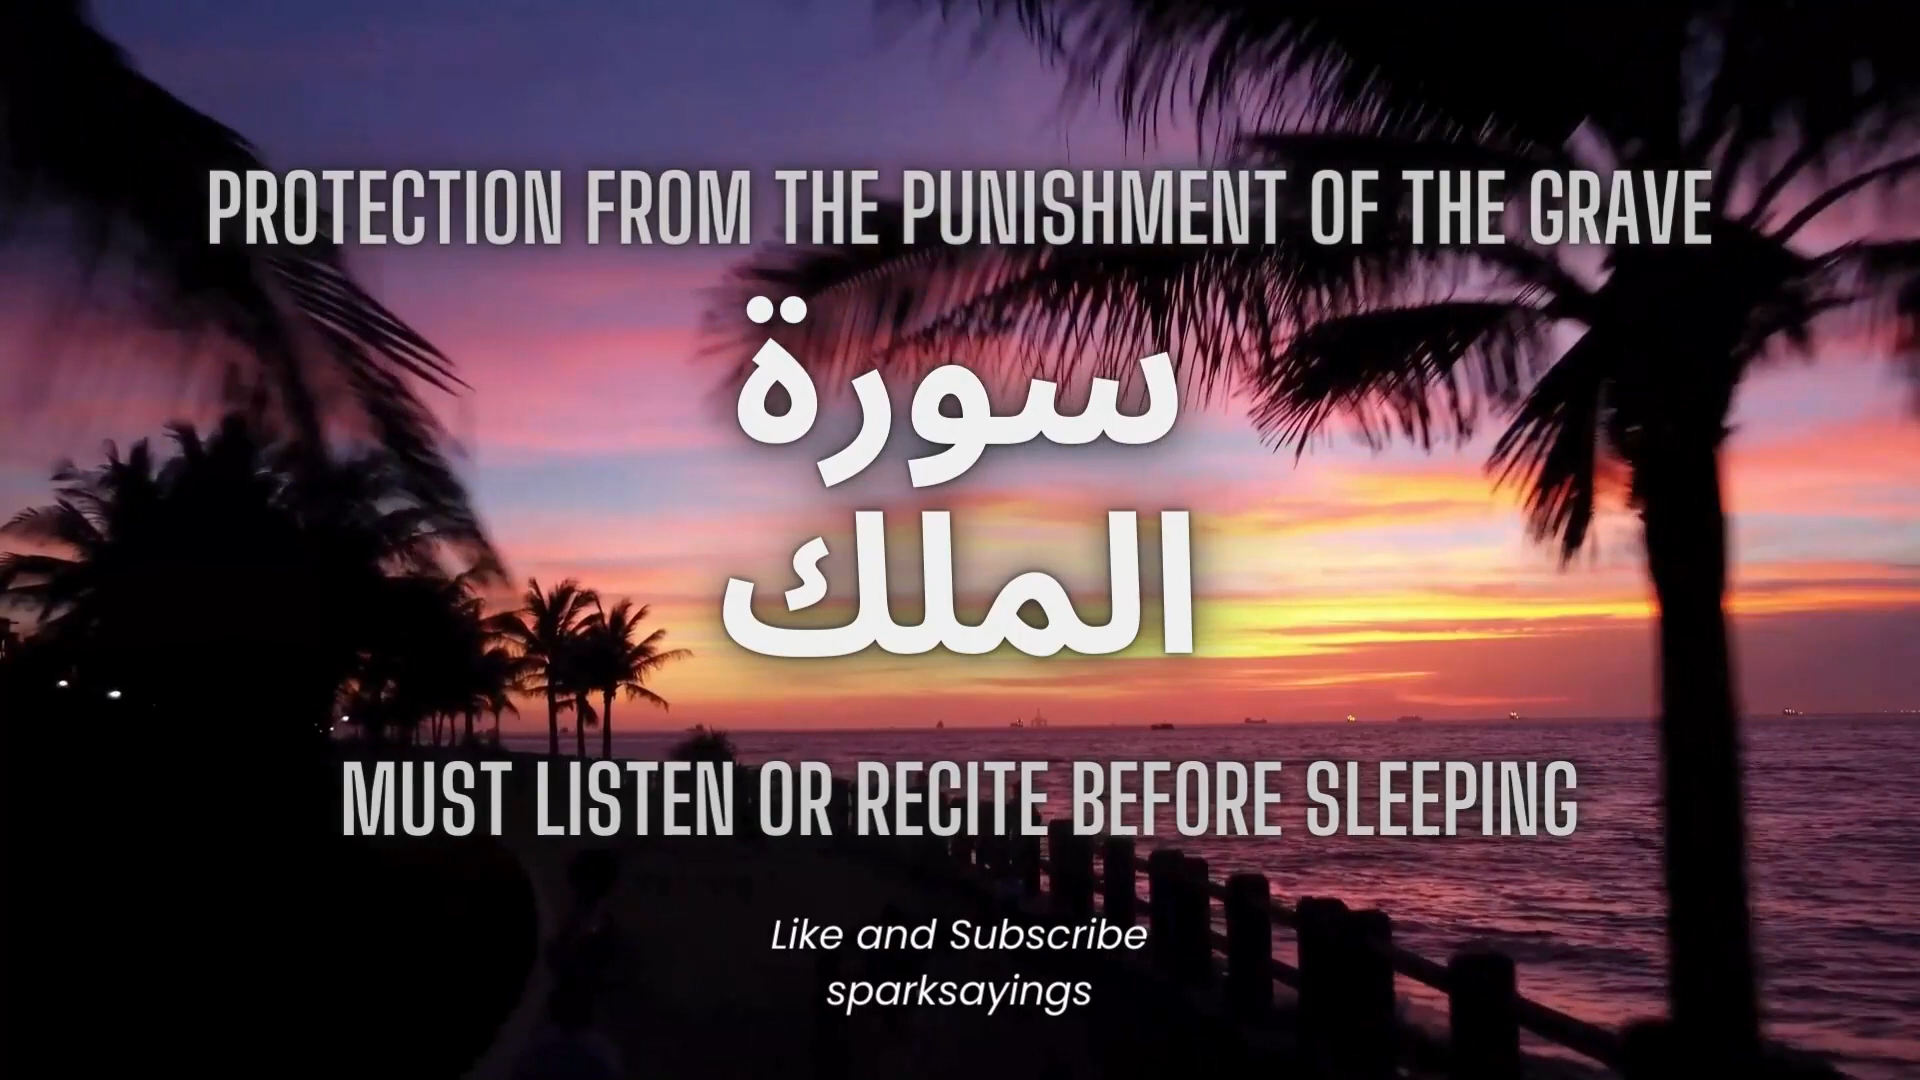 PROTECTION FROM THE PUNISHMENT OF THE GRAVE
سورة
الملك
MUST LISTEN OR RECITE BEFORE SLEEPING
Like and Subscribe
sparksayings